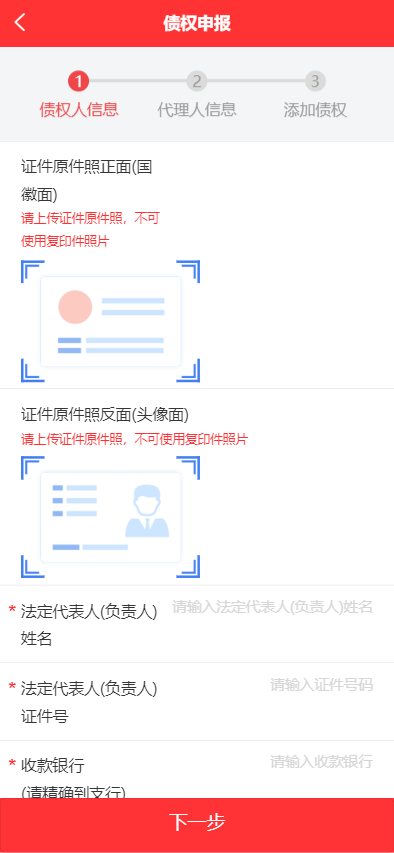 债权申报
1 2 3
债权人信息 代理人信息 添加债权
证件原件照正面(国
徽面)
请上传证件原件照，不可
使用复印件照片
证件原件照反面(头像面)
请上传证件原件照，不可使用复印件照片
* 法定代表人(负责人) 请输入法定代表人(负责人)姓名
姓名
* 法定代表人(负责人) 请输入证件号码
证件号
* 收款银行 请输入收款银行
(请精确到支行)
下一步